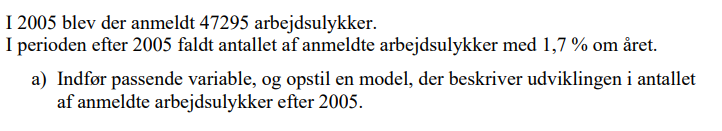 I 2005 blev der anmeldt 47295 arbejdsulykker.
I perioden efter 2005 faldt antallet af anmeldte arbejdsulykker med 1,7 % om året.
a) Indfør passende variable, og opstil en model, der beskriver udviklingen i antallet
af anmeldte arbejdsulykker efter 2005.